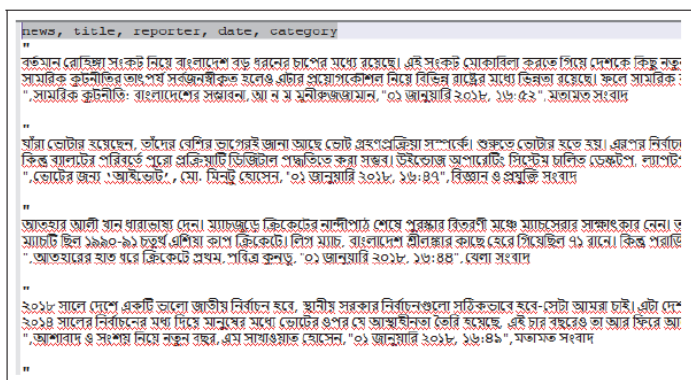 news, title, reporter, date, category
"
বর্তমান রোহিঙ্গা সংকট নিয়ে বাংলাদেশ বড় ধরনের চাপের মধ্যে রয়েছে। এই সংকট মোকাবিলা করতে গিয়ে দেশকে কিছু নতু
সামরিক কূটনীতির তাৎপর্য সর্বজনস্বীকৃত হলেও এটার প্রয়োগকৌশল নিয়ে বিভিন্ন রাষ্ট্রের মধ্যে ভিন্নতা রয়েছে। ফলে সামরিক
",সামরিক কূটনীতি: বাংলাদেশের সম্ভাবনা, আ ন ম মুনীরুজ্জামান,"০১ জানুয়ারি ২০১৮, ১৬:৫২",মতামত সংবাদ
"
যাঁরা ভোটার হয়েছেন, তাঁদের বেশির ভাগেরই জানা আছে ভোট গ্রহণপ্রক্রিয়া সম্পর্কে। শুরুতে ভোটার হতে হয়। এরপর নির্বাচ
কিন্তু ব্যালটের পরিবর্তে পুরো প্রক্রিয়াটি ডিজিটাল পদ্ধতিতে করা সম্ভব। উইন্ডোজ অপারেটিং সিস্টেম চালিত ডেস্কটপ, ল্যাপটপ
",ভোটের জন্য 'আইভোট', মো. মিন্টু হোসেন,"০১ জানুয়ারি ২০১৮, ১৬:৪৭",বিজ্ঞান ও প্রযুক্তি সংবাদ
"
আতহার আলী খান ধারাভাষ্য দেন। ম্যাচজুড়ে ক্রিকেটের নান্দীপাঠ শেষে পুরস্কার বিতরণী মঞ্চে ম্যাচসেরার সাক্ষাৎকার নেন।
ম্যাচটি ছিল ১৯৯০-৯১ চতুর্থ এশিয়া কাপ ক্রিকেটে। লিগ ম্যাচ, বাংলাদেশ শ্রীলঙ্কার কাছে হেরে গিয়েছিল ৭১ রানে। কিন্তু পরাজি
",আতহারের হাত ধরে ক্রিকেটে প্রথম, পবিত্র কুন্ডু,"০১ জানুয়ারি ২০১৮, ১৬:৪৪",খেলা সংবাদ
"
২০১৮ সালে দেশে একটি ভালো জাতীয় নির্বাচন হবে, স্থানীয় সরকার নির্বাচনগুলো সঠিকভাবে হবে-সেটা আমরা চাই। এটা দেশে
২০১৪ সালের নির্বাচনের মধ্য দিয়ে মানুষের মধ্যে ভোটের ওপর যে আস্থাহীনতা তৈরি হয়েছে, এই চার বছরেও তা আর ফিরে আ
",আশাবাদ ও সংশয় নিয়ে নতুন বছর, এম সাখাওয়াত হোসেন,"০১ জানুয়ারি ২০১৮, ১৬:৪১",মতামত সংবাদ
"